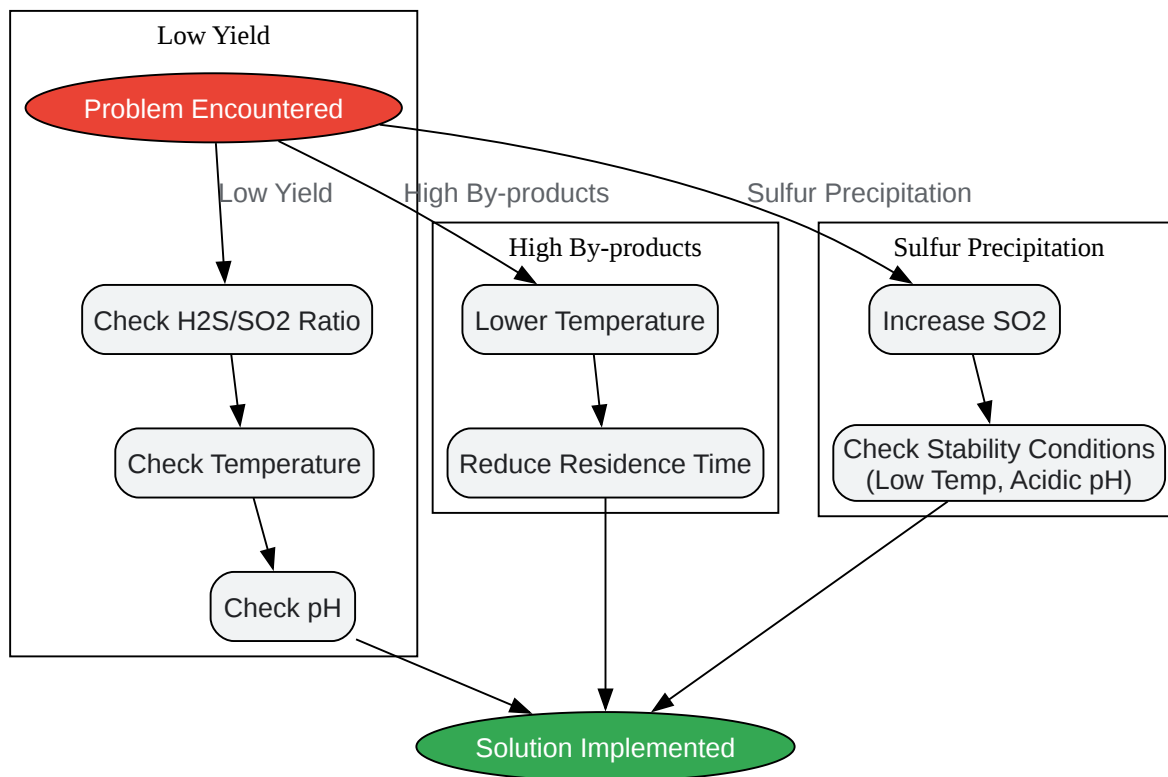 Low Yield
Problem Encountered
Low Yield
High By-products
Sulfur Precipitation
High By-products
Sulfur Precipitation
Check H2S/SO2 Ratio
Lower Temperature
Increase SO2
Check Temperature
Reduce Residence Time
Check Stability Conditions
(Low Temp, Acidic pH)
Check pH
Solution Implemented